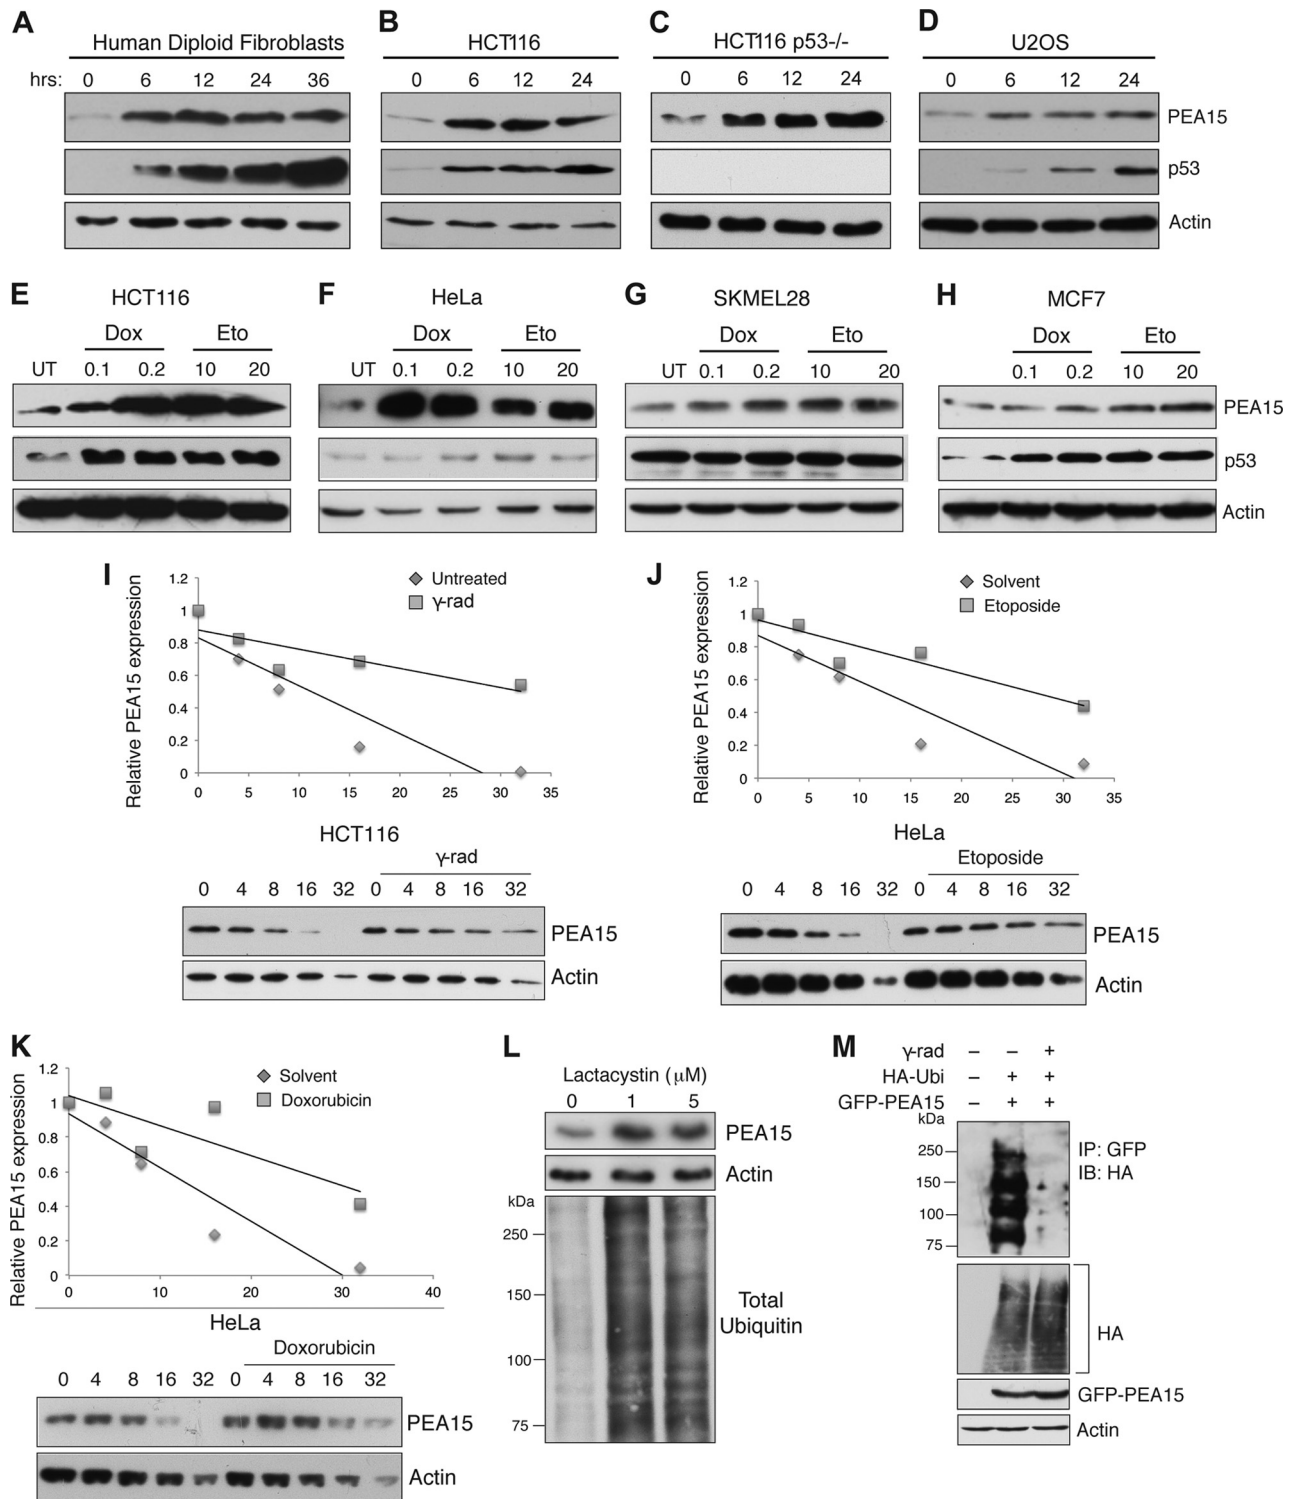 A B C D
Human Diploid Fibroblasts HCT116 HCT116 p53-/- U2OS
hrs: 0 6 12 24 36 0 6 12 24 0 6 12 24 0 6 12 24
PEA15
p53
Actin
E HCT116 F HeLa G SKMEL28 H MCF7
Dox Eto Dox Eto Dox Eto Dox Eto
UT 0.1 0.2 10 20 UT 0.1 0.2 10 20 UT 0.1 0.2 10 20 0.1 0.2 10 20
PEA15
p53
Actin
I
Relative PEA15 expression
Untreated
γ-rad
1.2
1
0.8
0.6
0.4
0.2
0
0 5 10 15 20 25 30 35
HCT116
γ-rad
0 4 8 16 32 0 4 8 16 32
PEA15
Actin
J
Relative PEA15 expression
Solvent
Etoposide
1.2
1
0.8
0.6
0.4
0.2
0
0 5 10 15 20 25 30 35
HeLa
Etoposide
0 4 8 16 32 0 4 8 16 32
PEA15
Actin
K
Relative PEA15 expression
Solvent
Doxorubicin
1.2
1
0.8
0.6
0.4
0.2
0
0 10 20 30 40
HeLa
Doxorubicin
0 4 8 16 32 0 4 8 16 32
PEA15
Actin
L
Lactacystin (μM)
0 1 5
PEA15
Actin
kDa
250
150
100
75
Total
Ubiquitin
M
γ-rad – – +
HA-Ubi – + +
GFP-PEA15 – + +
kDa
250
150
100
75
IP: GFP
IB: HA
HA
GFP-PEA15
Actin